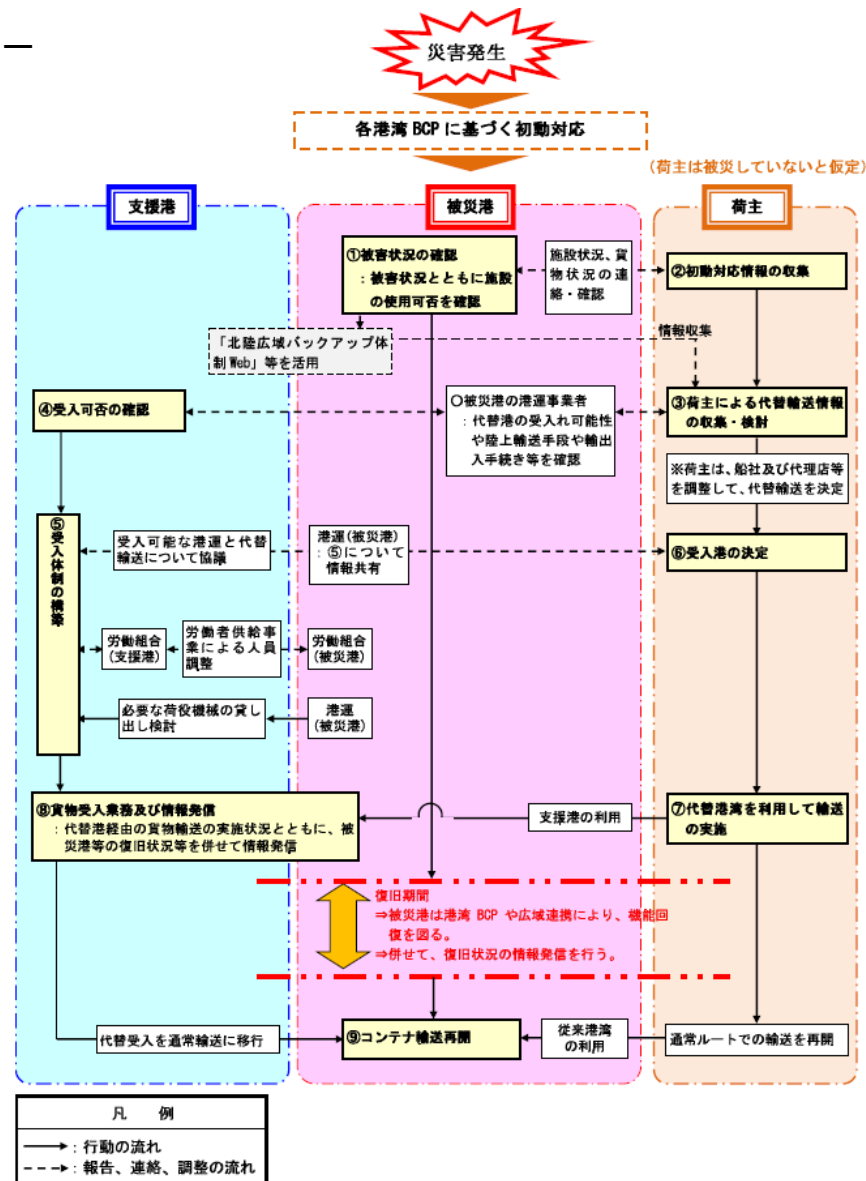 災害発生
各港湾 BCP に基づく初動対応
(荷主は被災していないと仮定)
支援港
被災港
荷主
①被害状況の確認
：被害状況とともに施設
の使用可否を確認
施設状況、貨
物状況の連
絡・確認
②初動対応情報の収集
「北陸広域バックアップ体
制 Web」等を活用
情報収集
④受入可否の確認
〇被災港の港運事業者
：代替港の受入れ可能性
や陸上輸送手段や輸出
入手続き等を確認
③荷主による代替輸送情報
の収集・検討
※荷主は、船社及び代理店等
を調整して、代替輸送を決定
⑤受入体制の構築
受入可能な港運と代替
輸送について協議
港運(被災港)
：⑤について
情報共有
⑥受入港の決定
労働組合
(支援港)
労働者供給事
業による人員
調整
労働組合
(被災港)
必要な荷役機械の貸し
出し検討
港運
(被災港)
⑧貨物受入業務及び情報発信
：代替港経由の貨物輸送の実施状況とともに、被
災港等の復旧状況等を併せて情報発信
支援港の利用
⑦代替港湾を利用して輸送
の実施
復旧期間
⇒被災港は港湾 BCP や広域連携により、機能回
復を図る。
⇒併せて、復旧状況の情報発信を行う。
代替受入を通常輸送に移行
⑨コンテナ輸送再開
従来港湾
の利用
通常ルートでの輸送を再開
凡 例
：行動の流れ
：報告、連絡、調整の流れ